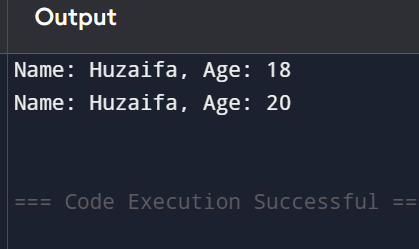 Output
Name: Huzaifa, Age: 18
Name: Huzaifa, Age: 20
=== Code Execution Successful ==